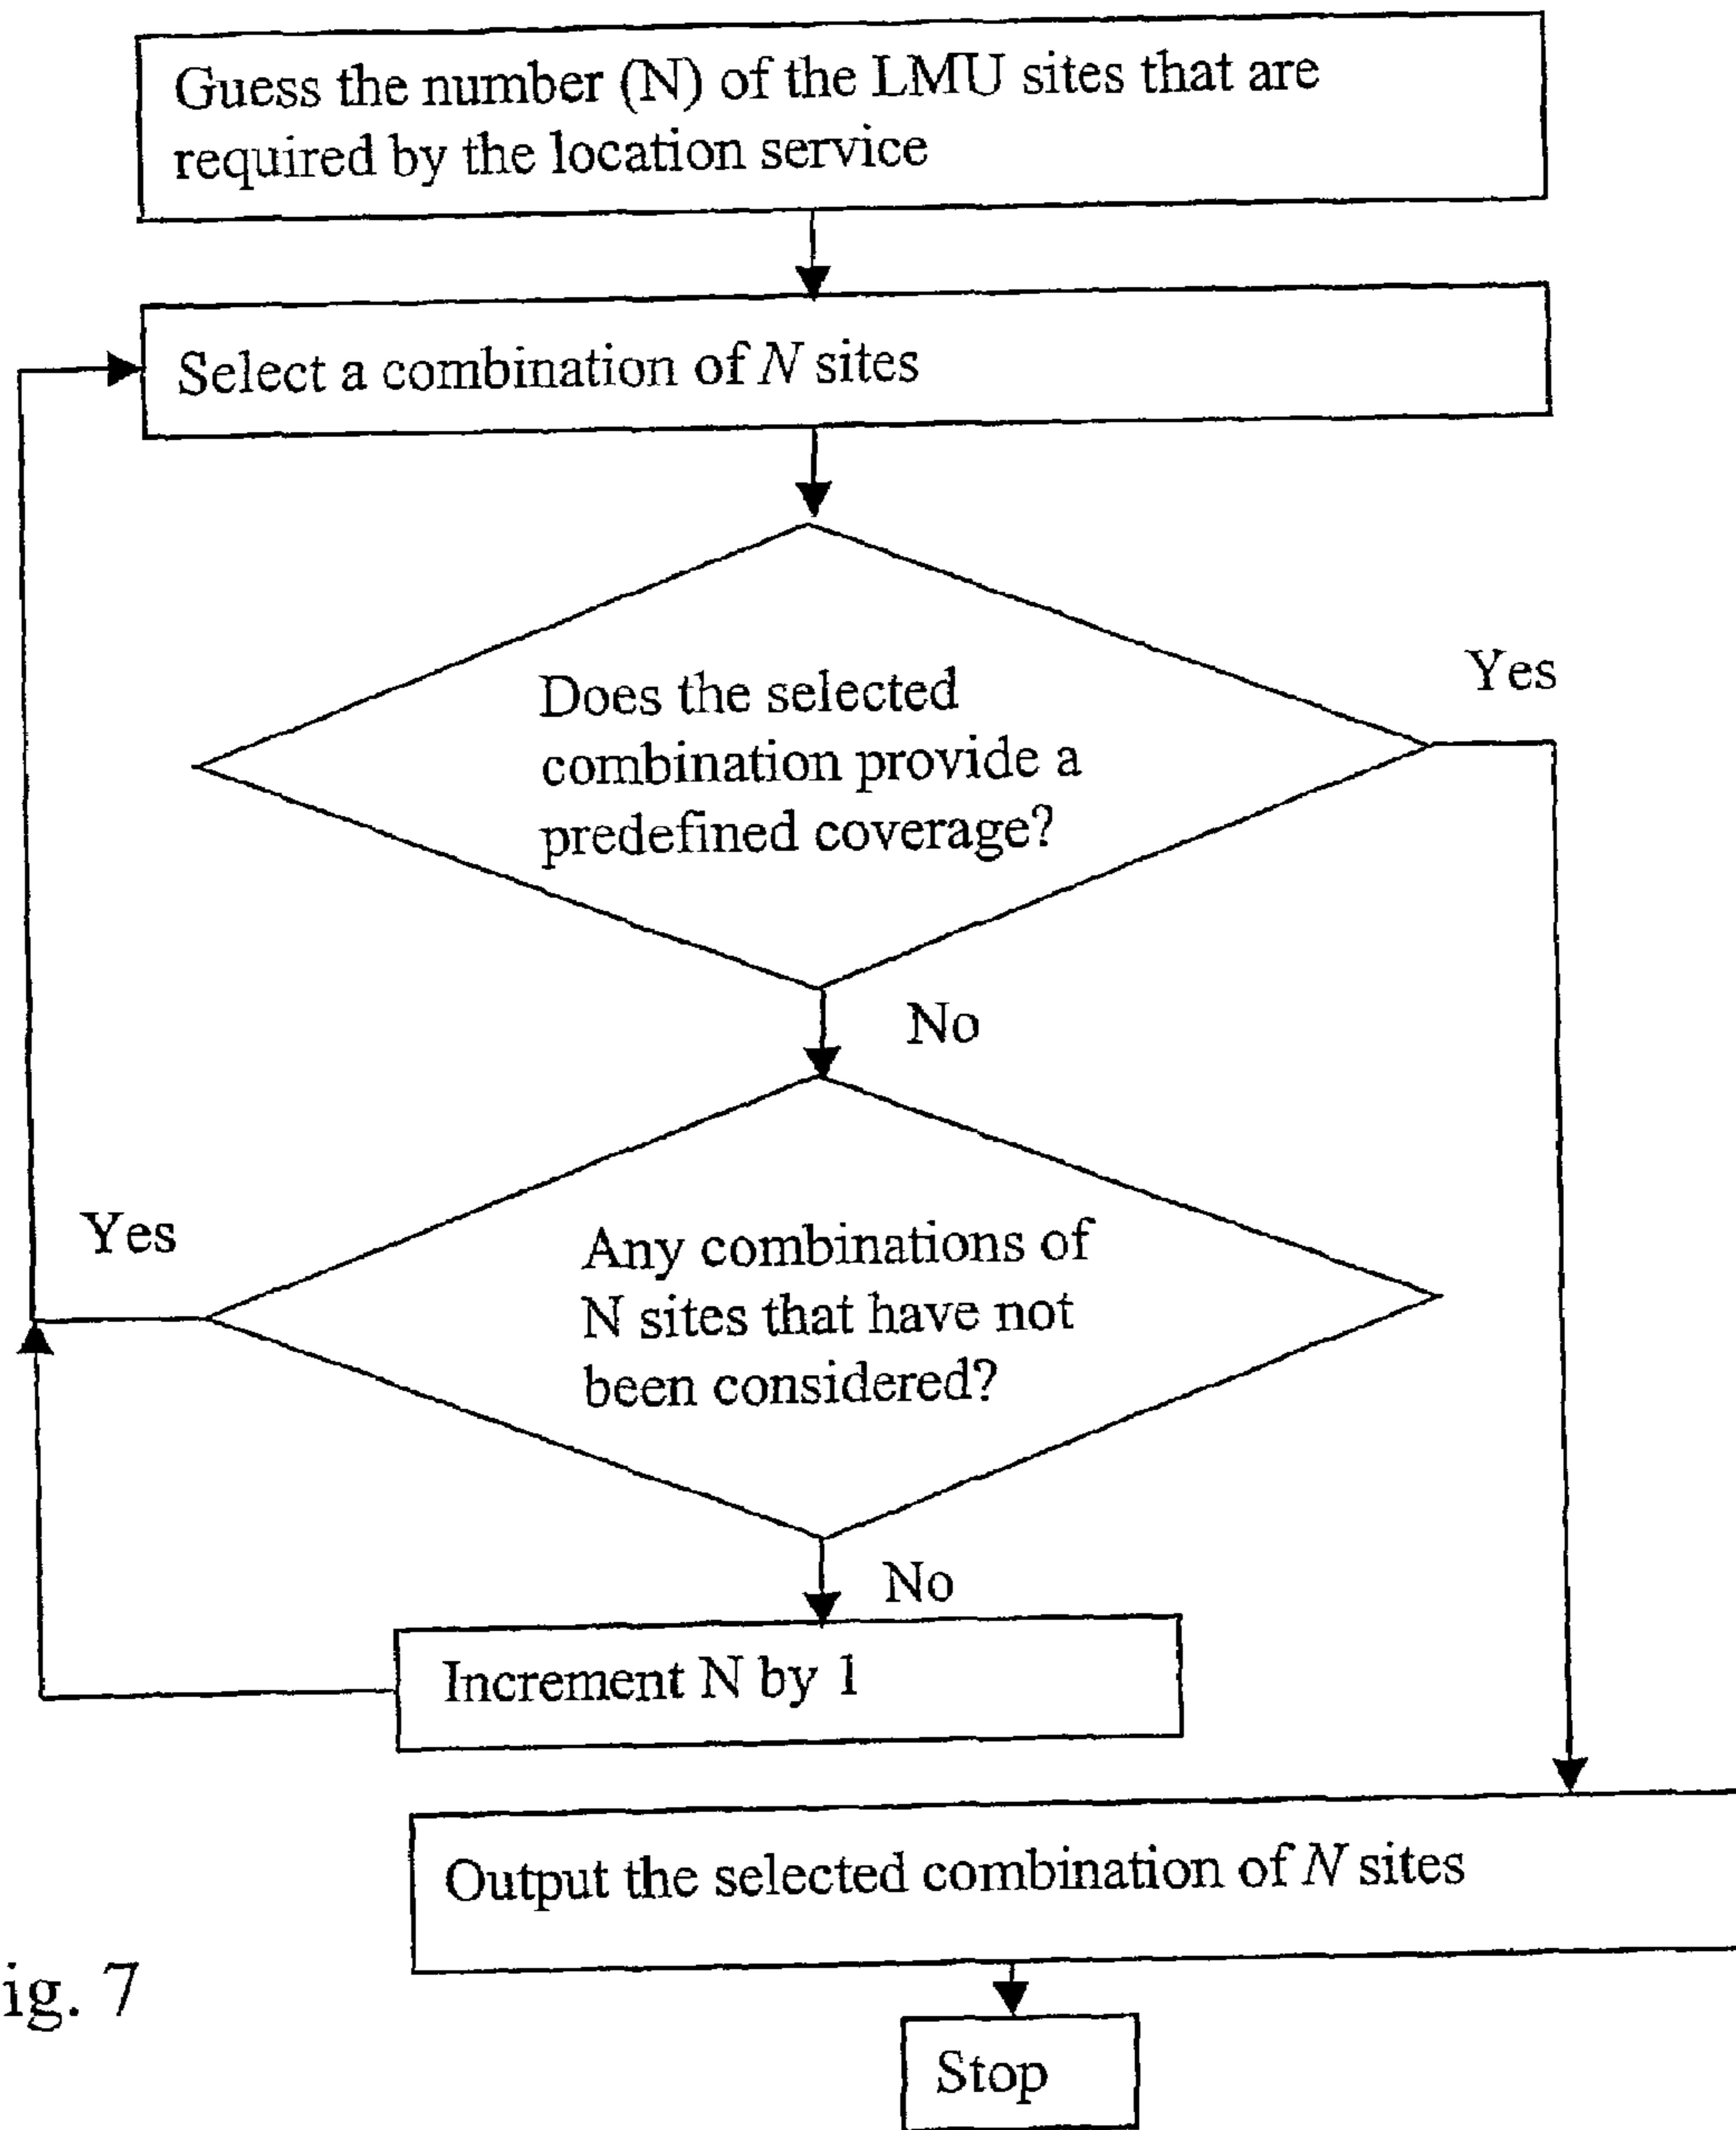 Guess the number (N) of the LMU sites that are
required by the location service
Select a combination of N sites
Does the selected
combination provide a
predefined coverage?
Yes
No
Any combinations of
N sites that have not
been considered?
Yes
No
Increment N by 1
Output the selected combination of N sites
ig. 7
Stop